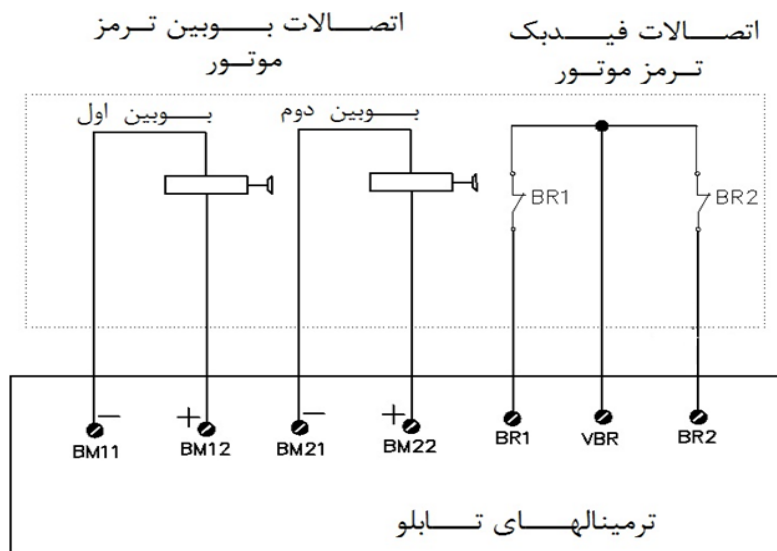 اتصالات فیدبک
ترمز موتور
اتصالات بوبین ترمز
موتور
بوبین دوم
بوبین اول
BR1
BR2
BM11
BM12
BM21
BM22
BR1
VBR
BR2
ترمینالهای تابلو